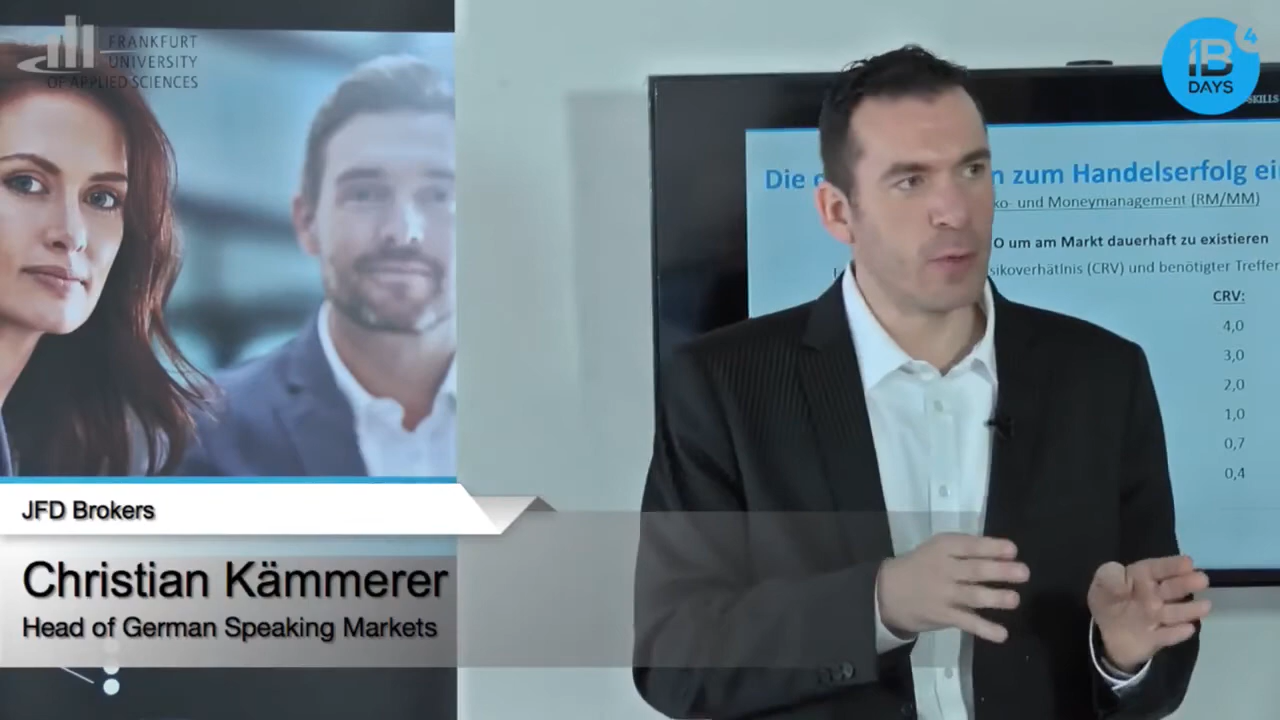 FRANKFURT
UNIVERSITY
OF APPLIED SCIENCES
4
IB
DAYS
SKILLS
Die
zum Handelserfolg
ko- und Moneymanagement (RM/MM)
O um am Markt dauerhaft zu existieren
sikoverhätlnis (CRV) und benötigter Treffer
CRV:
4,0
3,0
2,0
1,0
0,7
0,4
JFD Brokers
Christian Kämmerer
Head of German Speaking Markets